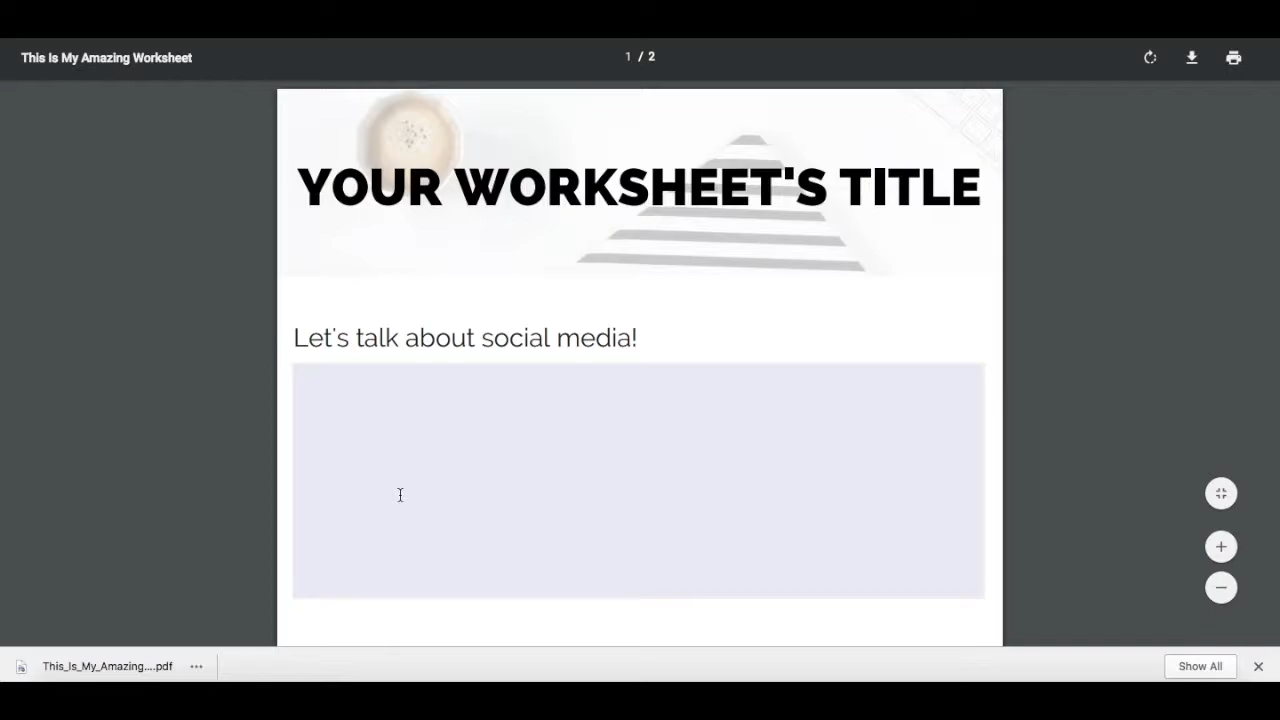 This Is My Amazing Worksheet
1 / 2
YOUR WORKSHEET'S TITLE
Let's talk about social media!
This_Is_My_Amazing....pdf
Show All